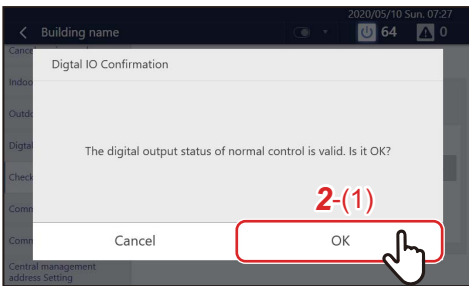 2020/05/10 Sun. 07:27
Building name
64
0
Cance
Digtal IO Confirmation
Indoo
Outdo
Digtal
The digital output status of normal control is valid. Is it OK?
Check
2-(1)
Comm
Cancel
OK
Comm
Central management
address Setting